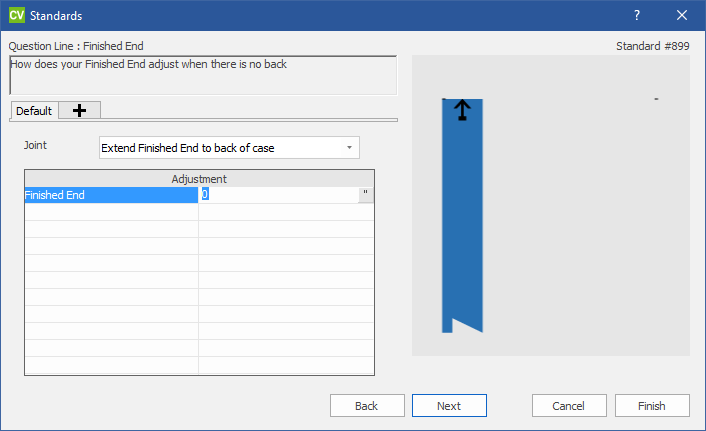 CV Standards ?
Question Line : Finished End Standard #899
How does your Finished End adjust when there is no back
Default
Joint Extend Finished End to back of case
Adjustment
Finished End 0 "
Back Next Cancel Finish